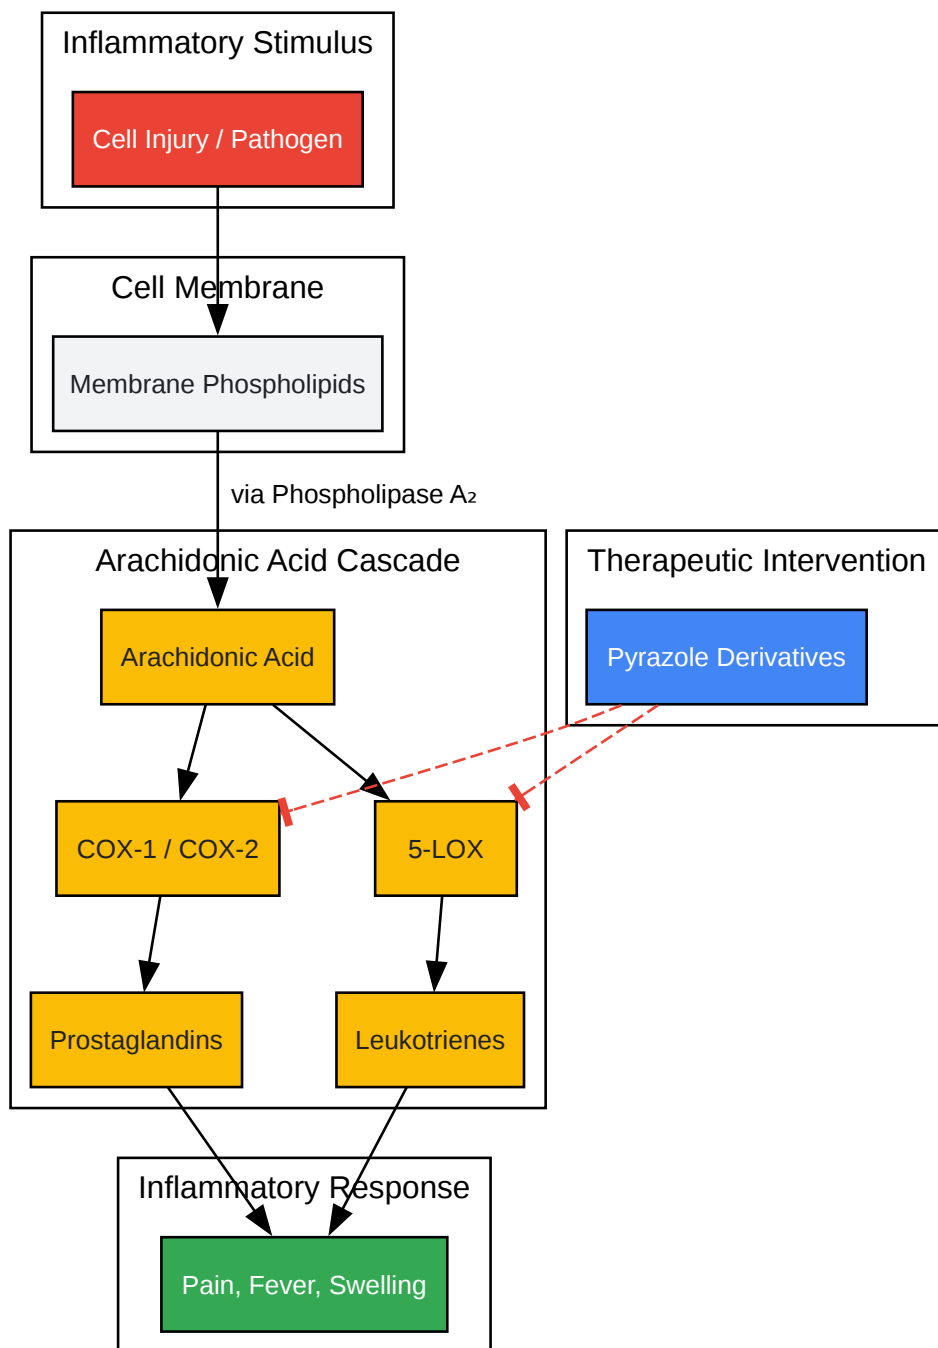 Inflammatory Stimulus
Cell Injury / Pathogen
Cell Membrane
Membrane Phospholipids
via Phospholipase A₂
Arachidonic Acid Cascade
Therapeutic Intervention
Arachidonic Acid
Pyrazole Derivatives
COX-1 / COX-2
5-LOX
Prostaglandins
Leukotrienes
Inflammatory Response
Pain, Fever, Swelling